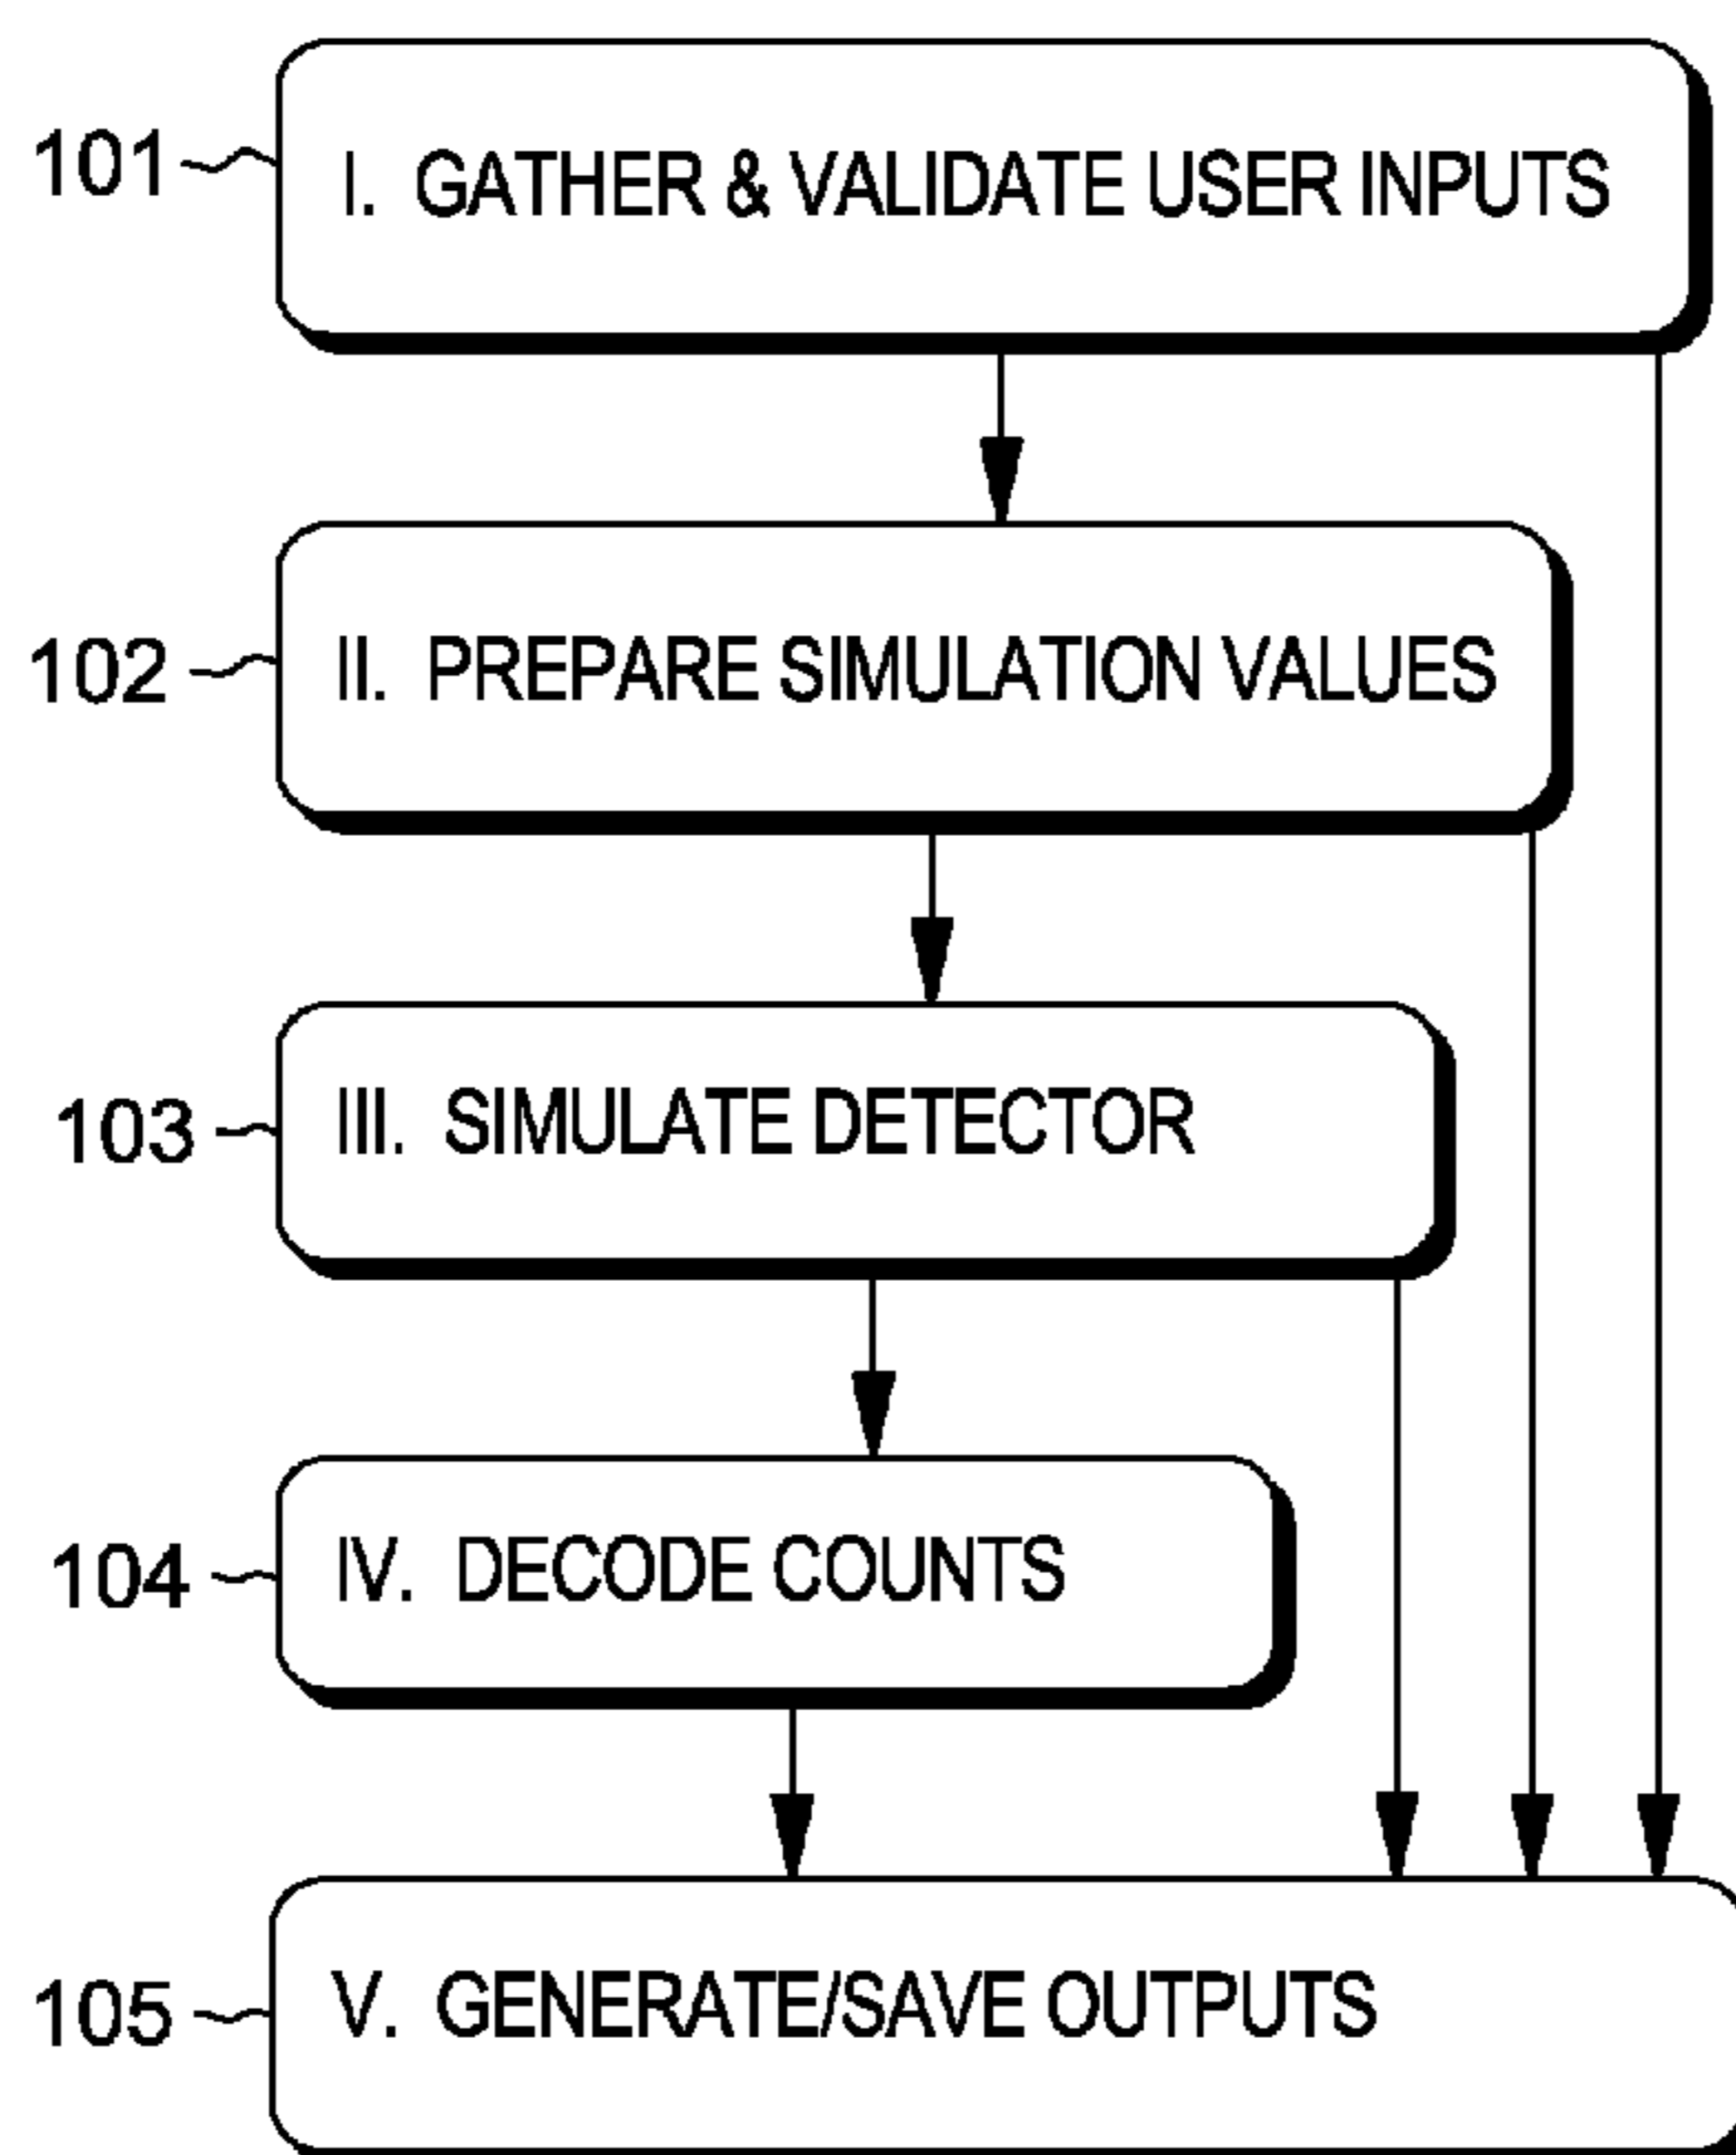 101
I. GATHER & VALIDATE USER INPUTS
102
II. PREPARE SIMULATION VALUES
103
III. SIMULATE DETECTOR
104
IV. DECODE COUNTS
105
V. GENERATE/SAVE OUTPUTS